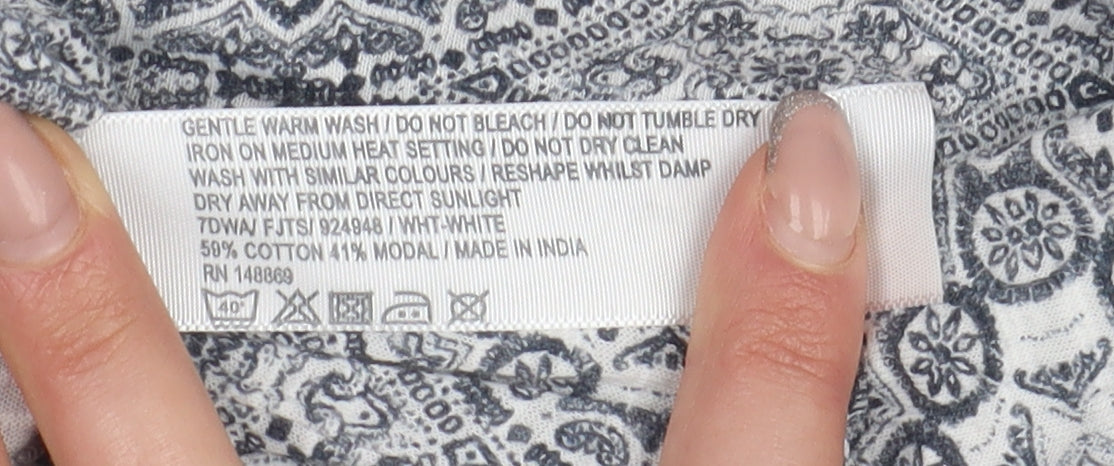 GENTLE WARM WASH / DO NOT BLEACH / DO NOT TUMBLE DRY
IRON ON MEDIUM HEAT SETTING / DO NOT DRY CLEAN
WASH WITH SIMILAR COLOURS / RESHAPE WHILST DAMP
DRY AWAY FROM DIRECT SUNLIGHT
7DWA/ FJTS/ 924948 / WHT-WHITE
59% COTTON 41% MODAL / MADE IN INDIA
RN 148869
40°